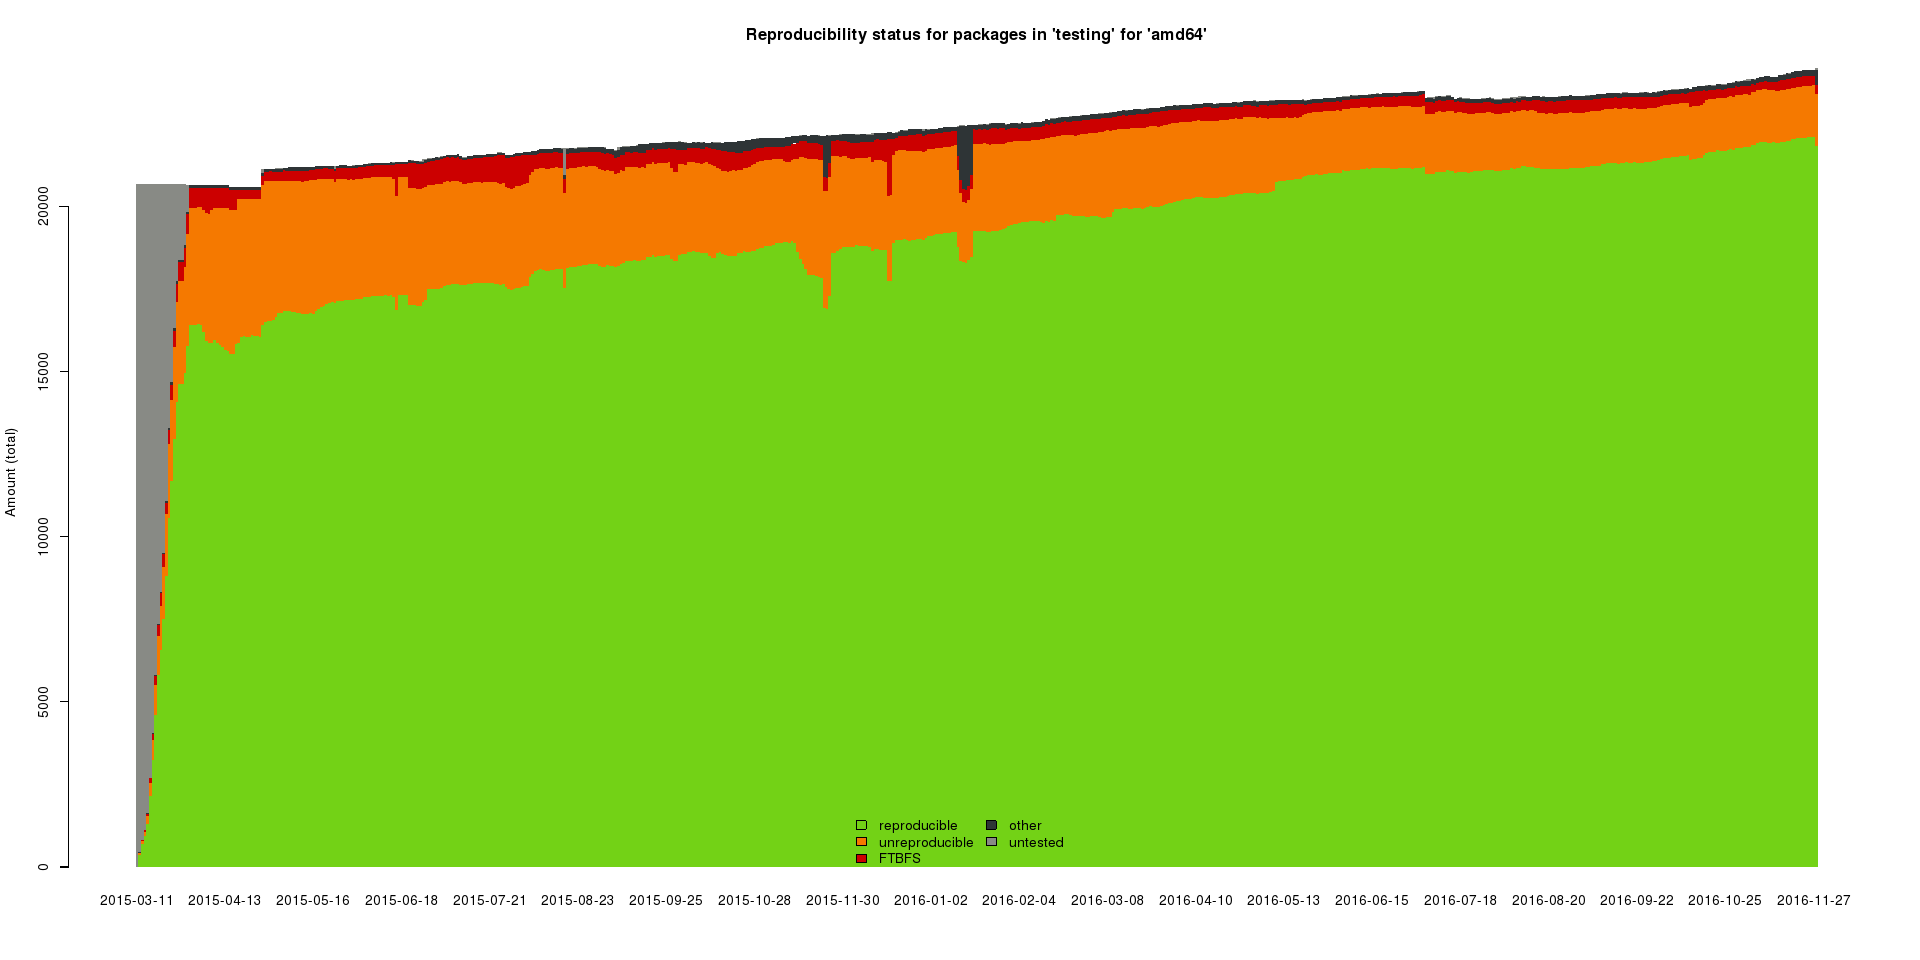 Reproducibility status for packages in 'testing' for 'amd64'
Amount (total)
20000
15000
10000
5000
0
reproducible
unreproducible
FTBFS
other
untested
2015-03-11 2015-04-13 2015-05-16 2015-06-18 2015-07-21 2015-08-23 2015-09-25 2015-10-28 2015-11-30 2016-01-02 2016-02-04 2016-03-08 2016-04-10 2016-05-13 2016-06-15 2016-07-18 2016-08-20 2016-09-22 2016-10-25 2016-11-27